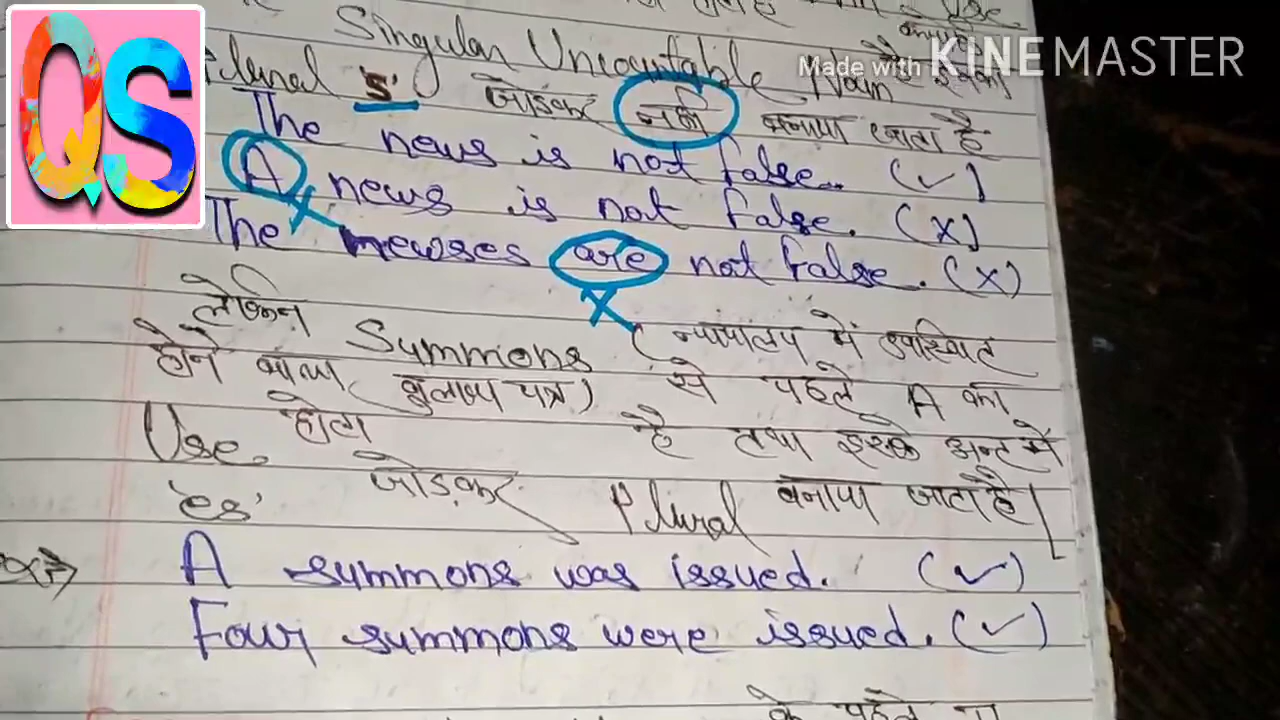 QS
Made with KINEMASTER
Singular Uncountable Noun है इनका
Plural 's' जोड़कर नहीं बनाया जाता है
The news is not false. (✓)
A news is not false. (X)
The newses are not false. (X)
लेकिन Summons (न्यायालय में उपस्थित
होने वाला बुलावा पत्र) से पहले A का
Use होता है तथा इसके अन्त में
'es' जोड़कर Plural बनाया जाता है।
A summons was issued. (✓)
Four summons were issued. (✓)
के पहले